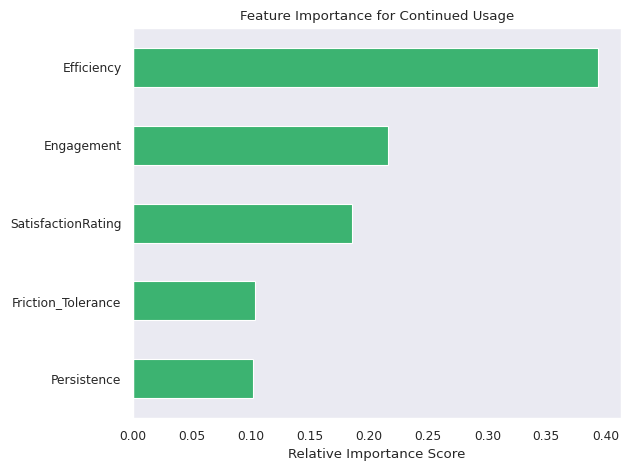 Feature Importance for Continued Usage
Efficiency
Engagement
SatisfactionRating
Friction_Tolerance
Persistence
0.00 0.05 0.10 0.15 0.20 0.25 0.30 0.35 0.40
Relative Importance Score